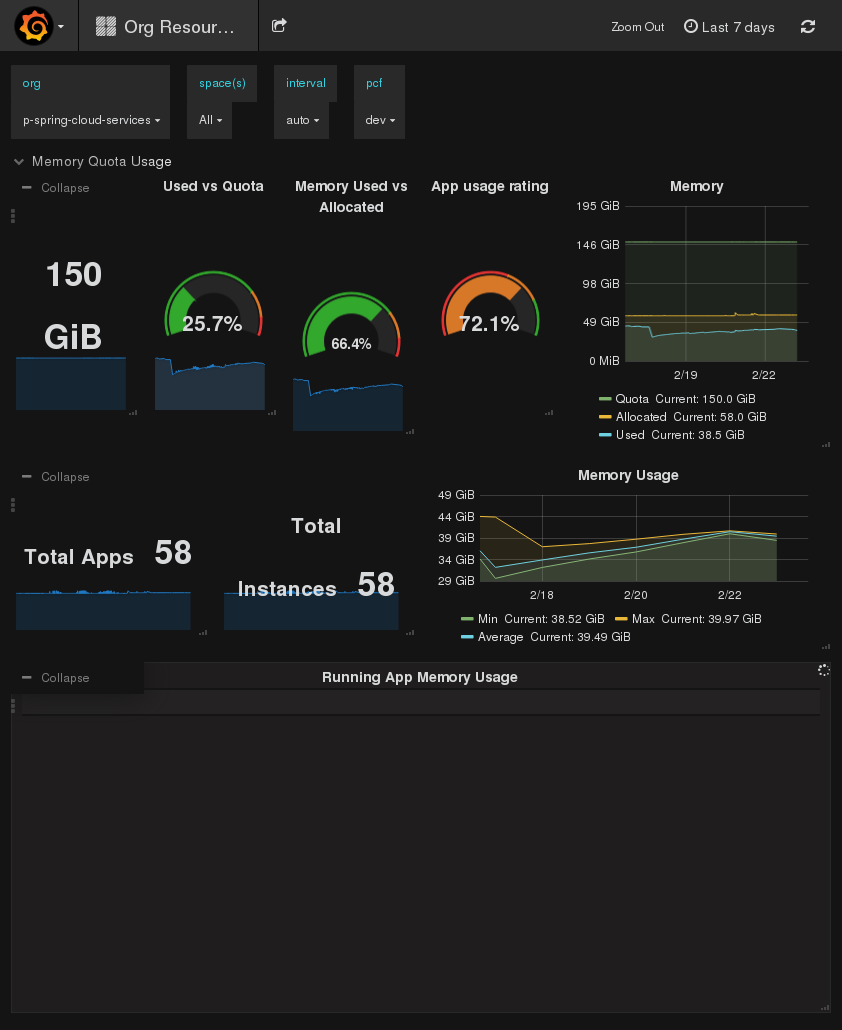 Org Resour...
Zoom Out
Last 7 days
org
space(s)
interval
pcf
p-spring-cloud-services
All
auto
dev
Memory Quota Usage
Collapse
150
GiB
Used vs Quota
25.7%
Memory Used vs
Allocated
66.4%
App usage rating
72.1%
Memory
195 GiB
146 GiB
98 GiB
49 GiB
0 MiB
2/19
2/22
Quota Current: 150.0 GiB
Allocated Current: 58.0 GiB
Used Current: 38.5 GiB
Collapse
Total Apps 58
Total
Instances 58
Memory Usage
49 GiB
44 GiB
39 GiB
34 GiB
29 GiB
2/18
2/20
2/22
Min Current: 38.52 GiB
Max Current: 39.97 GiB
Average Current: 39.49 GiB
Collapse
Running App Memory Usage